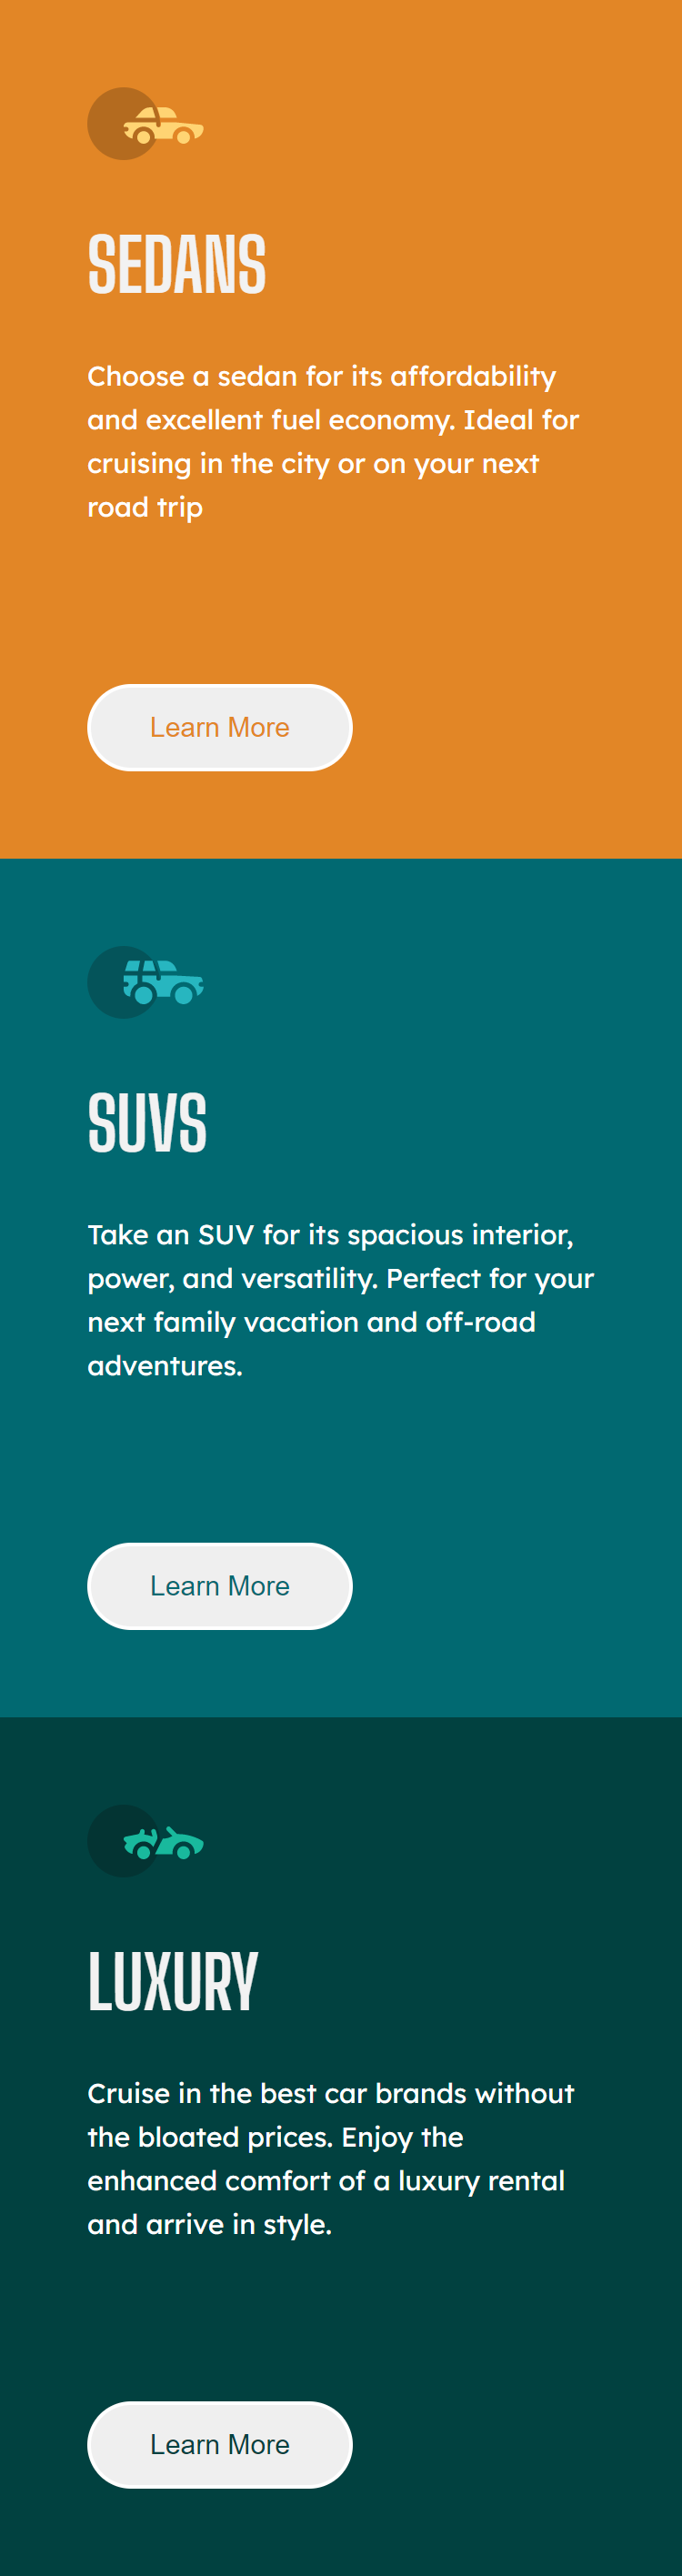 SEDANS
Choose a sedan for its affordability
and excellent fuel economy. Ideal for
cruising in the city or on your next
road trip
Learn More
SUVS
Take an SUV for its spacious interior,
power, and versatility. Perfect for your
next family vacation and off-road
adventures.
Learn More
LUXURY
Cruise in the best car brands without
the bloated prices. Enjoy the
enhanced comfort of a luxury rental
and arrive in style.
Learn More